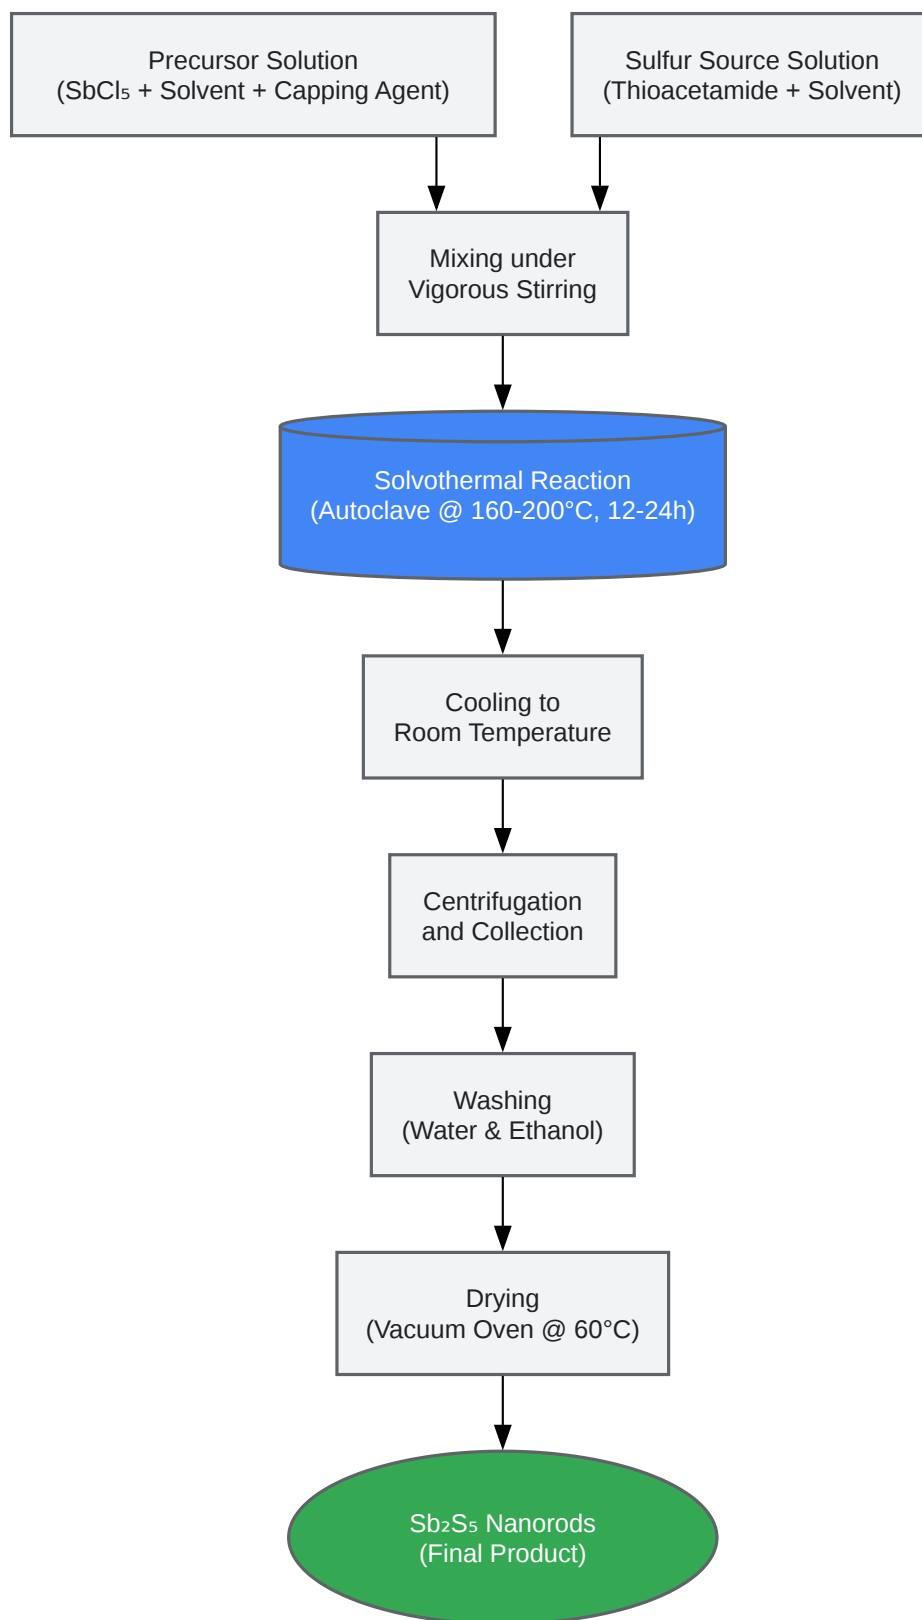 Precursor Solution
(SbCl₅ + Solvent + Capping Agent)
Sulfur Source Solution
(Thioacetamide + Solvent)
Mixing under
Vigorous Stirring
Solvothermal Reaction
(Autoclave @ 160-200°C, 12-24h)
Cooling to
Room Temperature
Centrifugation
and Collection
Washing
(Water & Ethanol)
Drying
(Vacuum Oven @ 60°C)
Sb₂S₅ Nanorods
(Final Product)